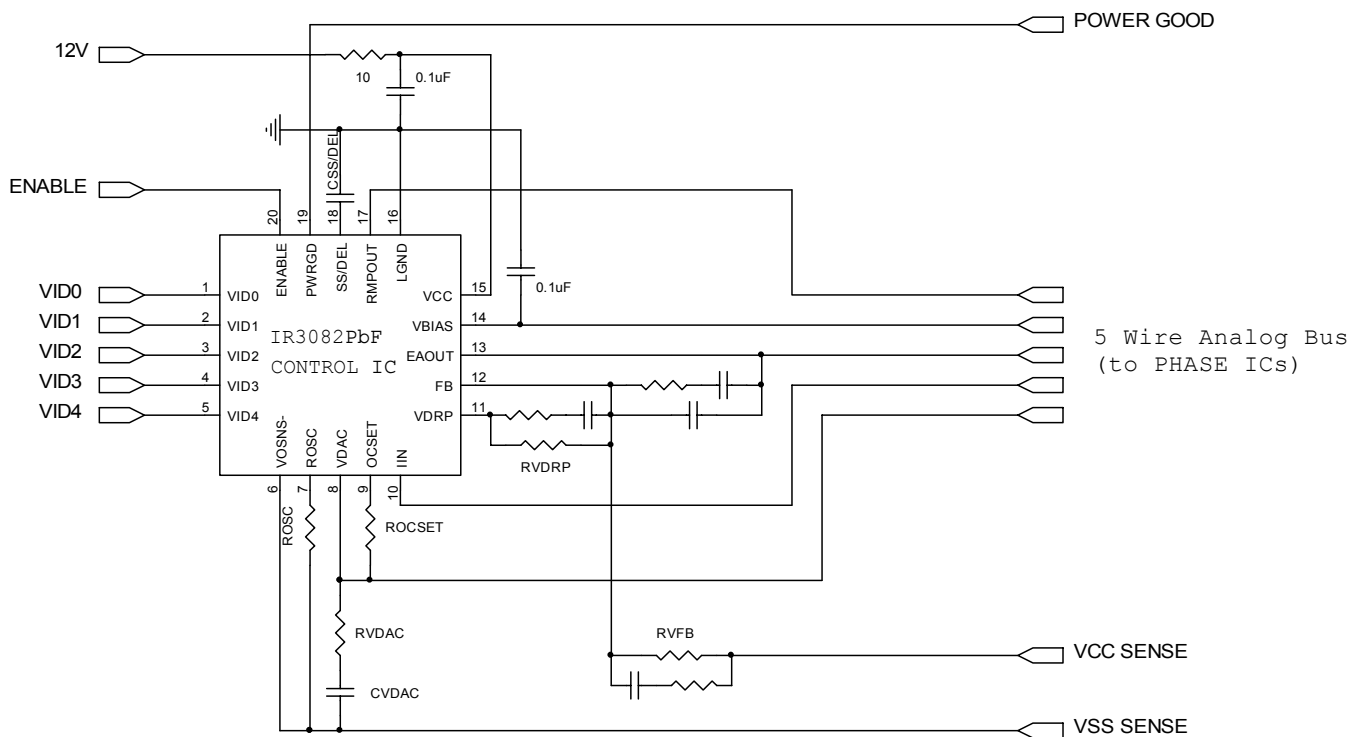 POWER GOOD
12V
10
0.1uF
CSS/DEL
ENABLE
20
19
18
17
16
ENABLE
PWRGD
SS/DEL
RMPOUT
LGND
0.1uF
VID0
1
VID0
VCC
15
VID1
2
VID1
VBIAS
14
VID2
3
VID2
IR3082PbF
CONTROL IC
EAOUT
13
5 Wire Analog Bus
(to PHASE ICs)
VID3
4
VID3
FB
12
VID4
5
VID4
VDRP
11
VOSNS-
ROSC
VDAC
OCSET
IIN
RVDRP
6
7
8
9
10
ROSC
ROCSET
RVDAC
RVFB
VCC SENSE
CVDAC
VSS SENSE